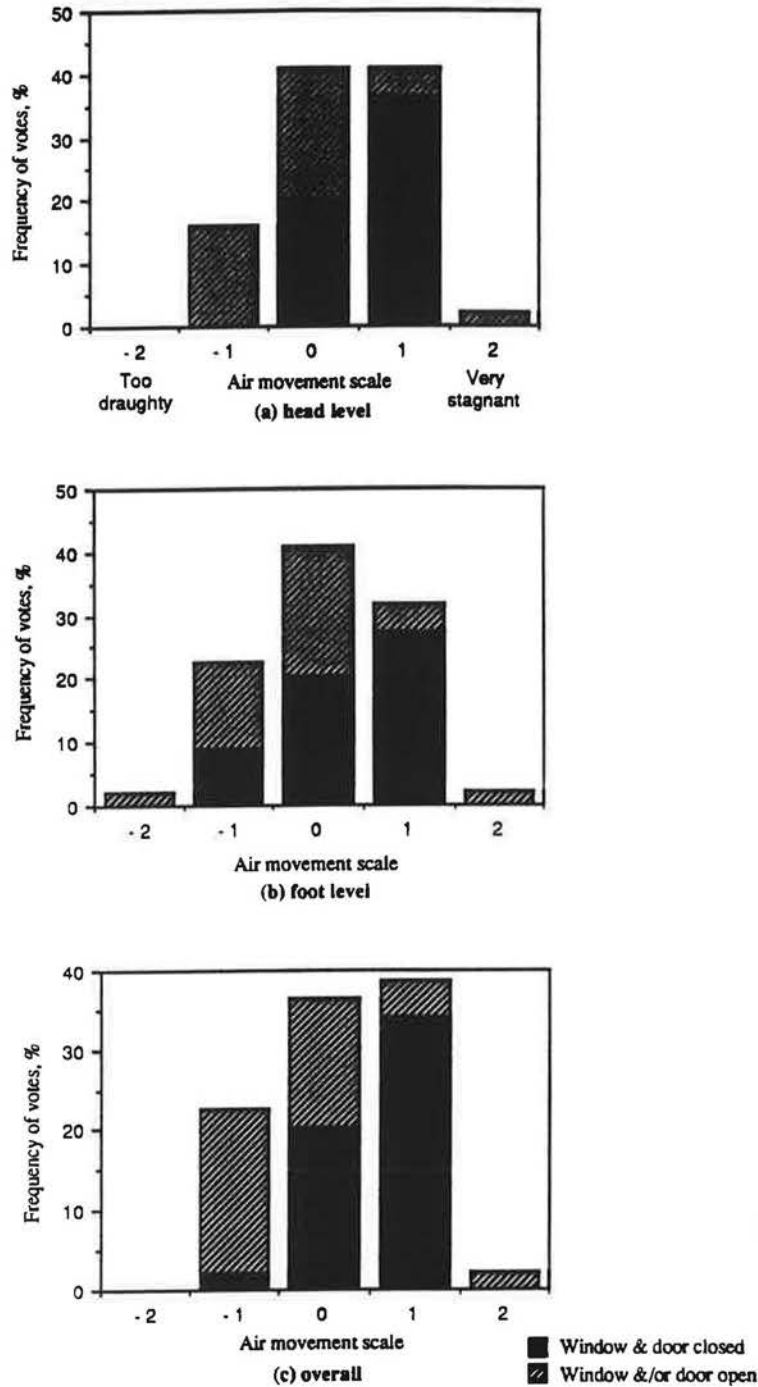 Frequency of votes, %
50
40
30
20
10
0
- 2
- 1
0
1
2
Too draughty
Air movement scale
Very stagnant
(a) head level
Frequency of votes, %
50
40
30
20
10
0
- 2
- 1
0
1
2
Air movement scale
(b) foot level
Frequency of votes, %
40
30
20
10
0
- 2
- 1
0
1
2
Air movement scale
(c) overall
Window & door closed
Window &/or door open